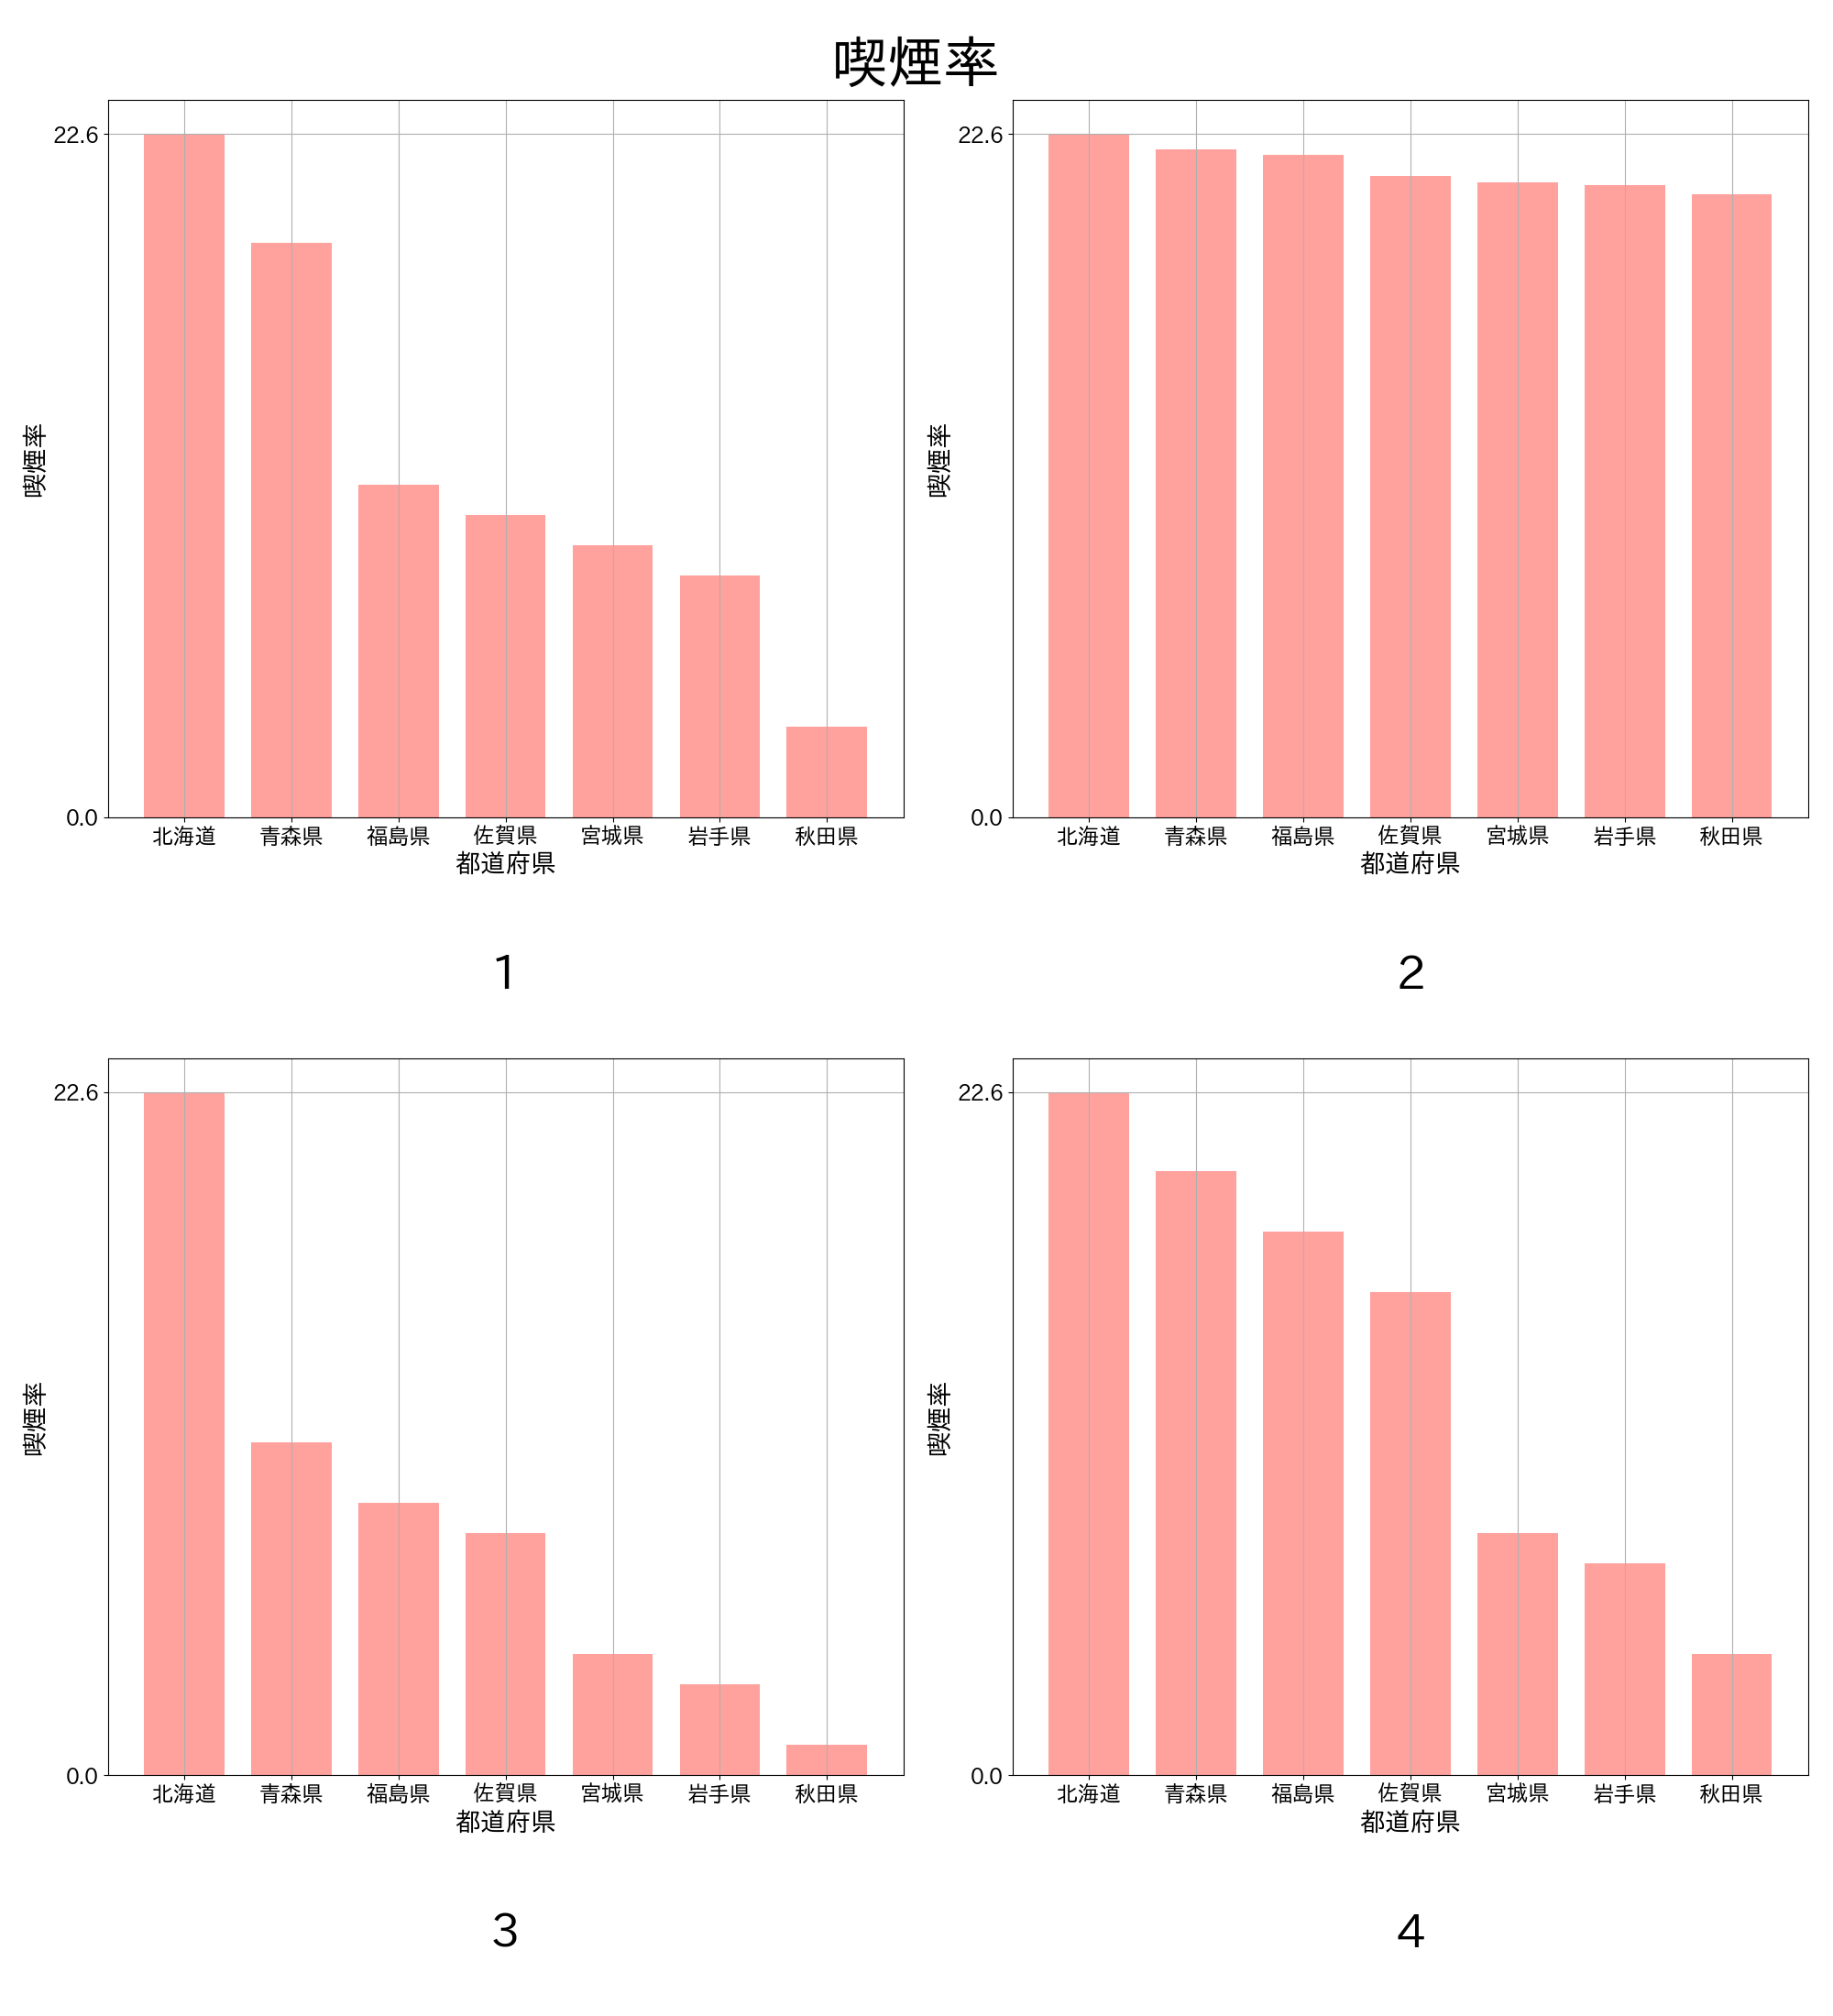 喫煙率
22.6
0.0
喫煙率
北海道 青森県 福島県 佐賀県 宮城県 岩手県 秋田県
都道府県
1
22.6
0.0
喫煙率
北海道 青森県 福島県 佐賀県 宮城県 岩手県 秋田県
都道府県
2
22.6
0.0
喫煙率
北海道 青森県 福島県 佐賀県 宮城県 岩手県 秋田県
都道府県
3
22.6
0.0
喫煙率
北海道 青森県 福島県 佐賀県 宮城県 岩手県 秋田県
都道府県
4